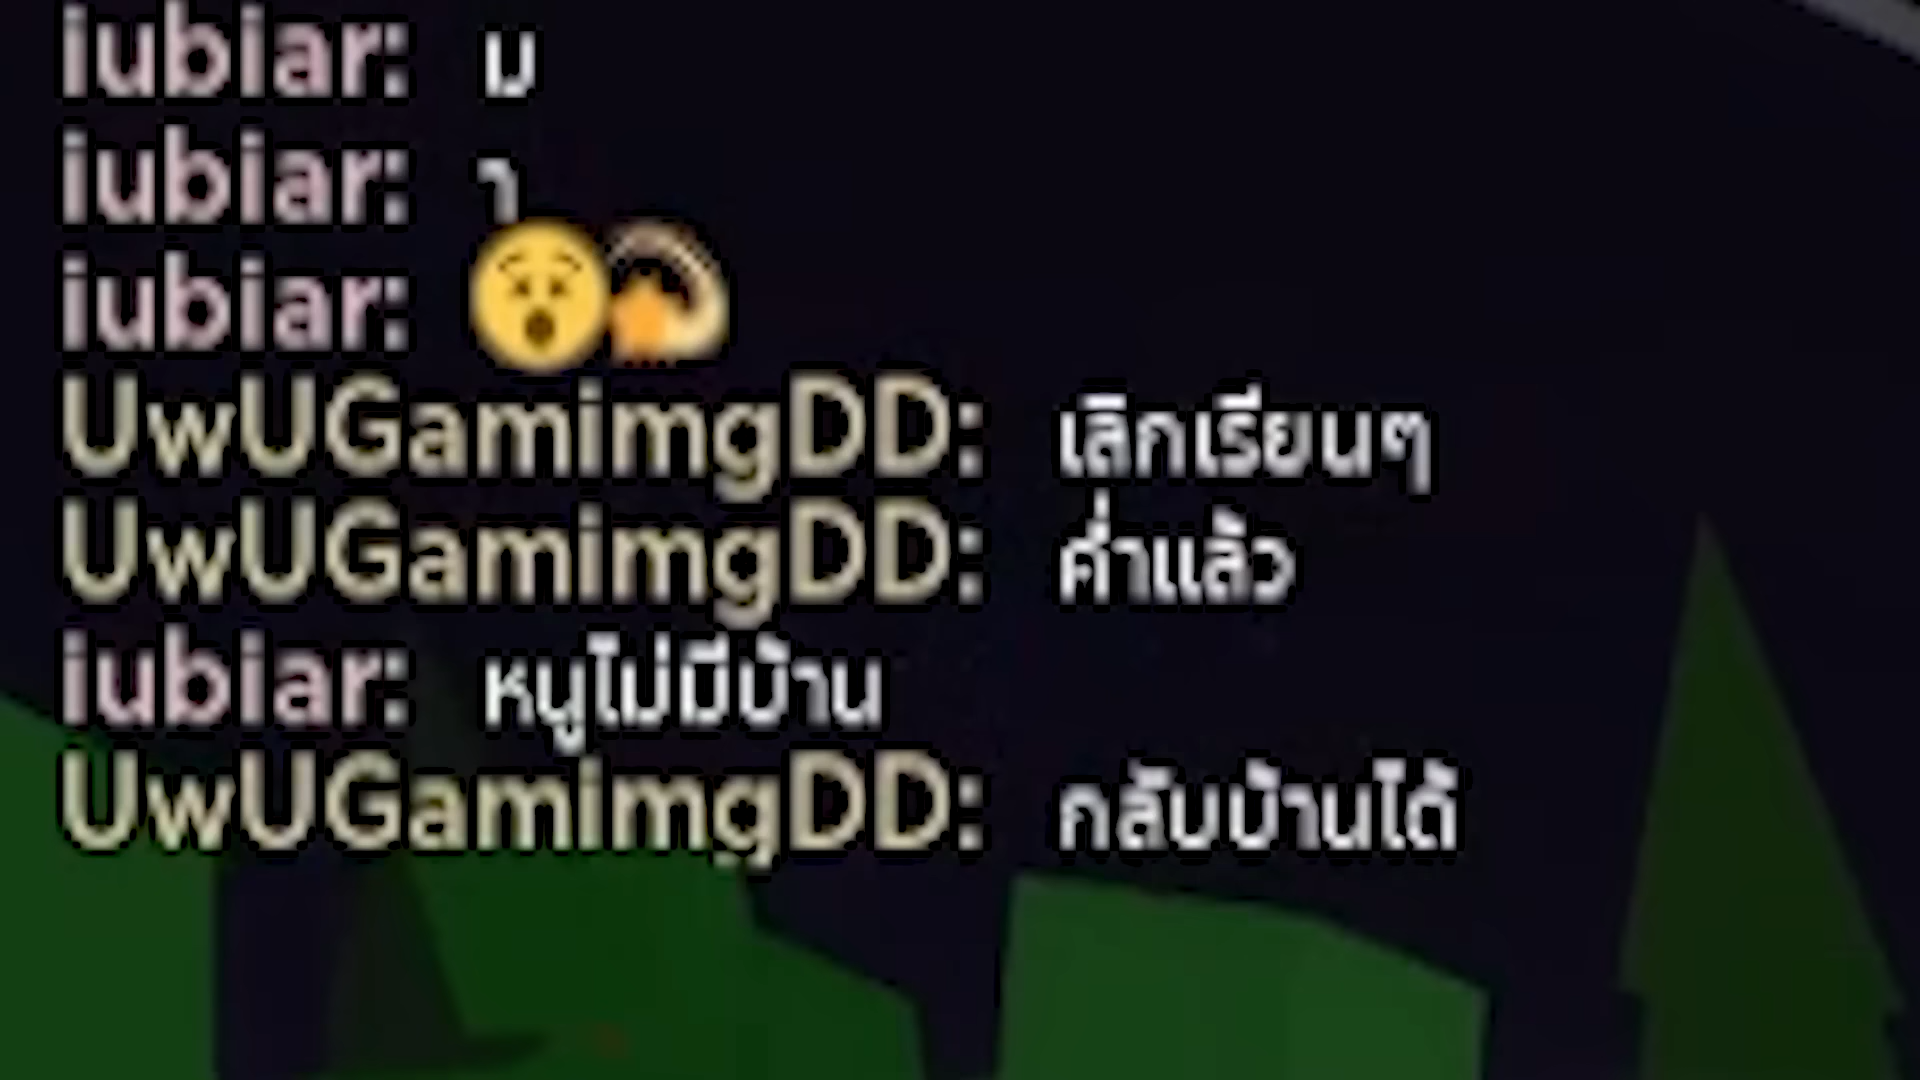 iubiar: ม
iubiar: า
iubiar: 😵😫
UwUGamimgDD: เลิกเรียนๆ
UwUGamimgDD: ค่ำแล้ว
iubiar: หนูไม่มีบ้าน
UwUGamimgDD: กลับบ้านได้